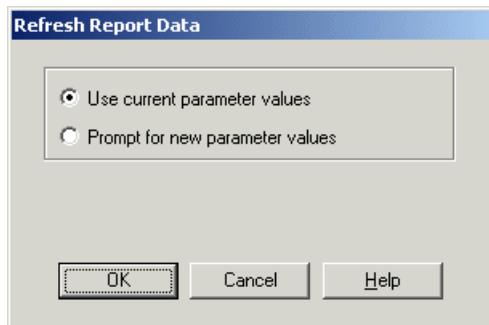 Refresh Report Data
Use current parameter values
Prompt for new parameter values
OK Cancel Help